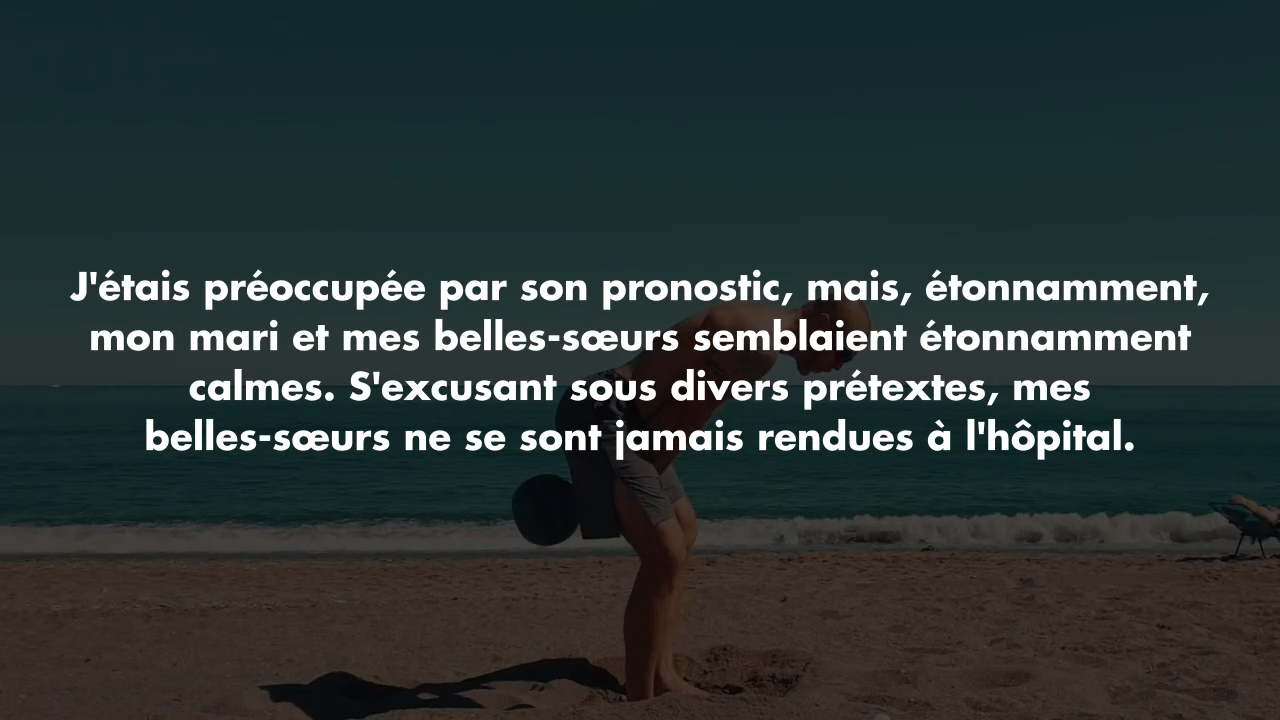 J'étais préoccupée par son pronostic, mais, étonnamment,
mon mari et mes belles-sœurs semblaient étonnamment
calmes. S'excusant sous divers prétextes, mes
belles-sœurs ne se sont jamais rendues à l'hôpital.